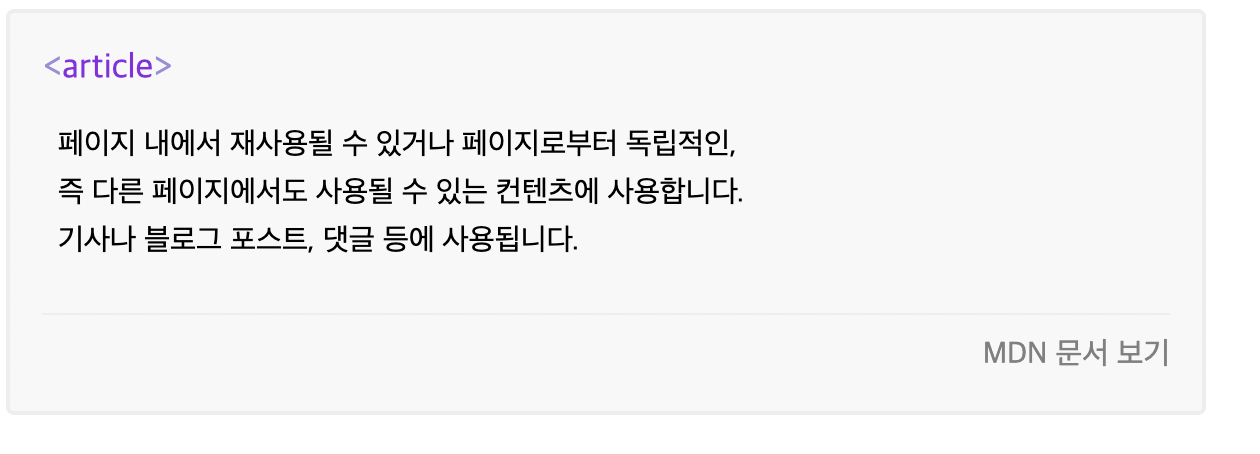 <article>
페이지 내에서 재사용될 수 있거나 페이지로부터 독립적인,
즉 다른 페이지에서도 사용될 수 있는 컨텐츠에 사용합니다.
기사나 블로그 포스트, 댓글 등에 사용됩니다.
MDN 문서 보기